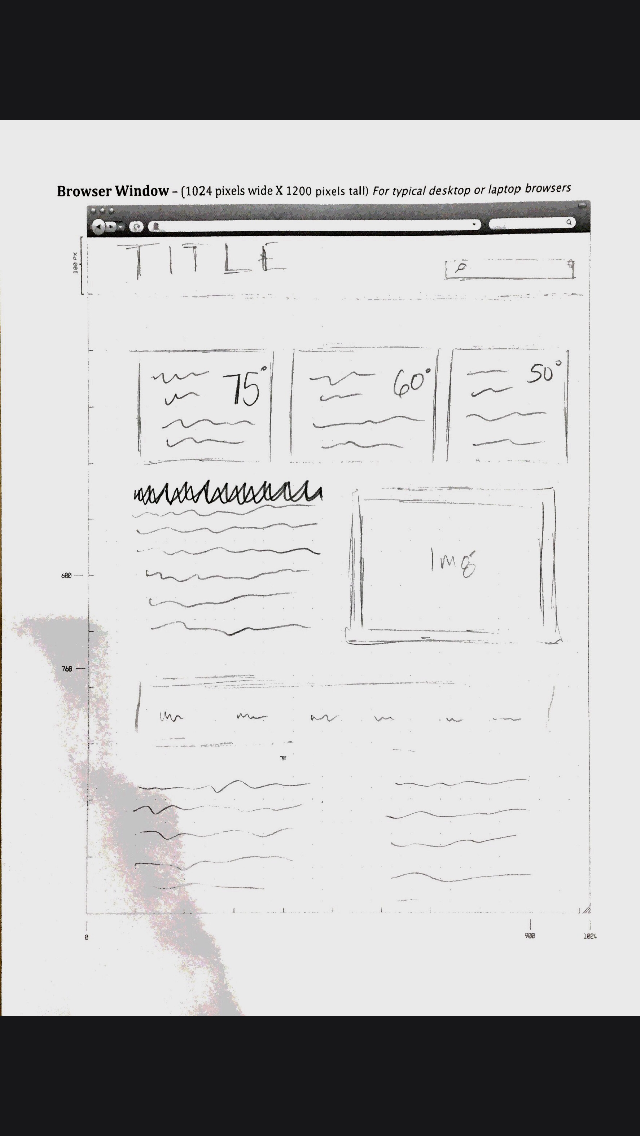 Browser Window – (1024 pixels wide X 1200 pixels tall) For typical desktop or laptop browsers
100 PX
TITLE
75°
60°
50°
Img
600
768
0
900
1024